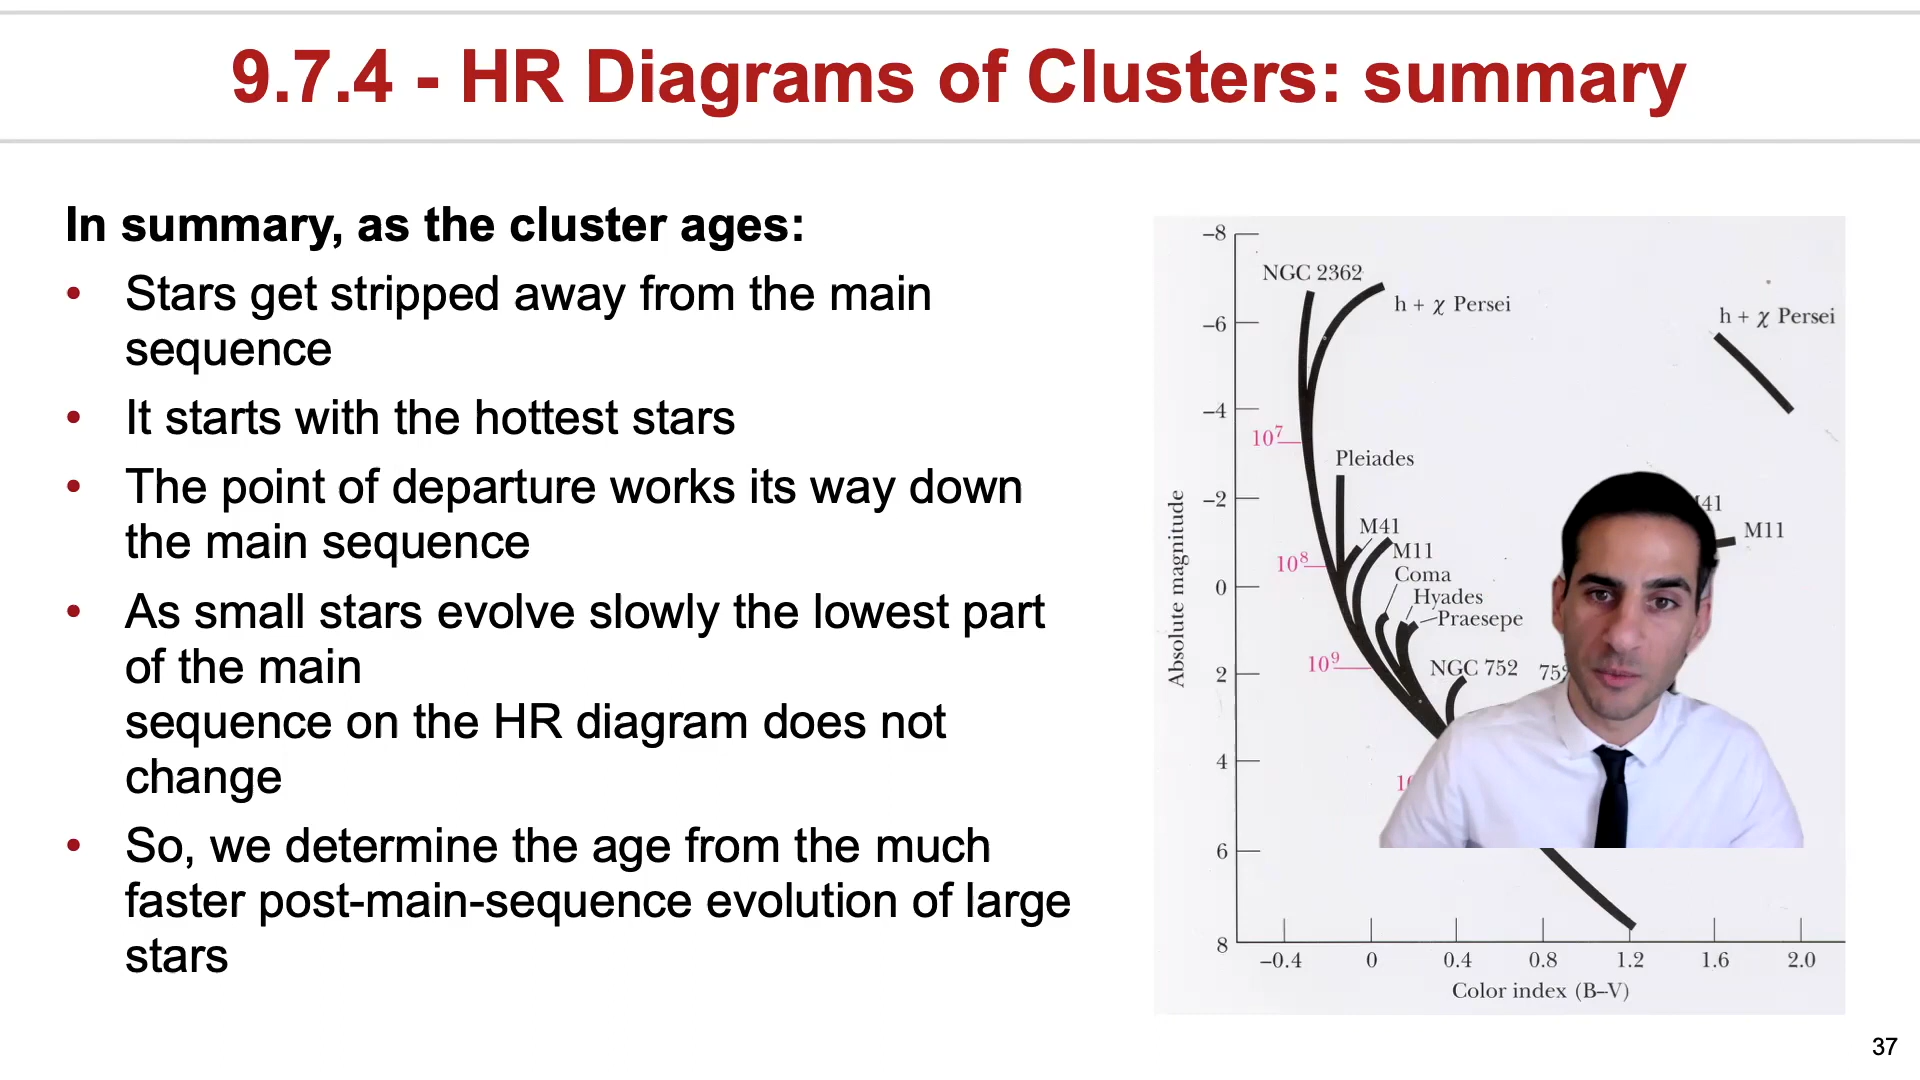 9.7.4 - HR Diagrams of Clusters: summary
In summary, as the cluster ages:
• Stars get stripped away from the main
sequence
• It starts with the hottest stars
• The point of departure works its way down
the main sequence
• As small stars evolve slowly the lowest part
of the main
sequence on the HR diagram does not
change
• So, we determine the age from the much
faster post-main-sequence evolution of large
stars
–8
NGC 2362
h + χ Persei
h + χ Persei
–6
–4
10⁷
Pleiades
–2
M41
41
M11
M11
10⁸
Coma
0
Hyades
Praesepe
10⁹
NGC 752
75
2
4
6
8
Absolute magnitude
–0.4 0 0.4 0.8 1.2 1.6 2.0
Color index (B–V)
37